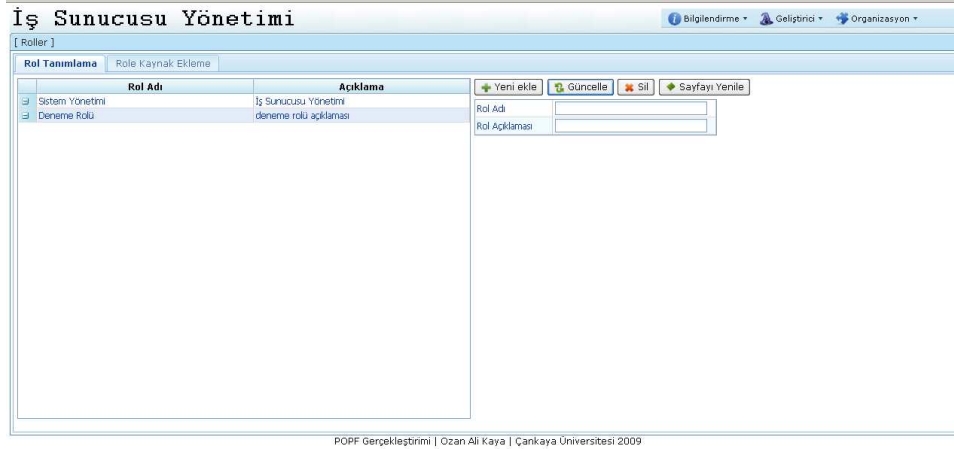 İş Sunucusu Yönetimi
Bilgilendirme Geliştirici Organizasyon
[ Roller ]
Rol Tanımlama Role Kaynak Ekleme
Rol Adı Açıklama
Sistem Yönetimi İş Sunucusu Yönetimi
Deneme Rolü deneme rolü açıklaması
Yeni ekle Güncelle Sil Sayfayı Yenile
Rol Adı
Rol Açıklaması
POPF Gerçekleştirimi | Ozan Ali Kaya | Çankaya Üniversitesi 2009